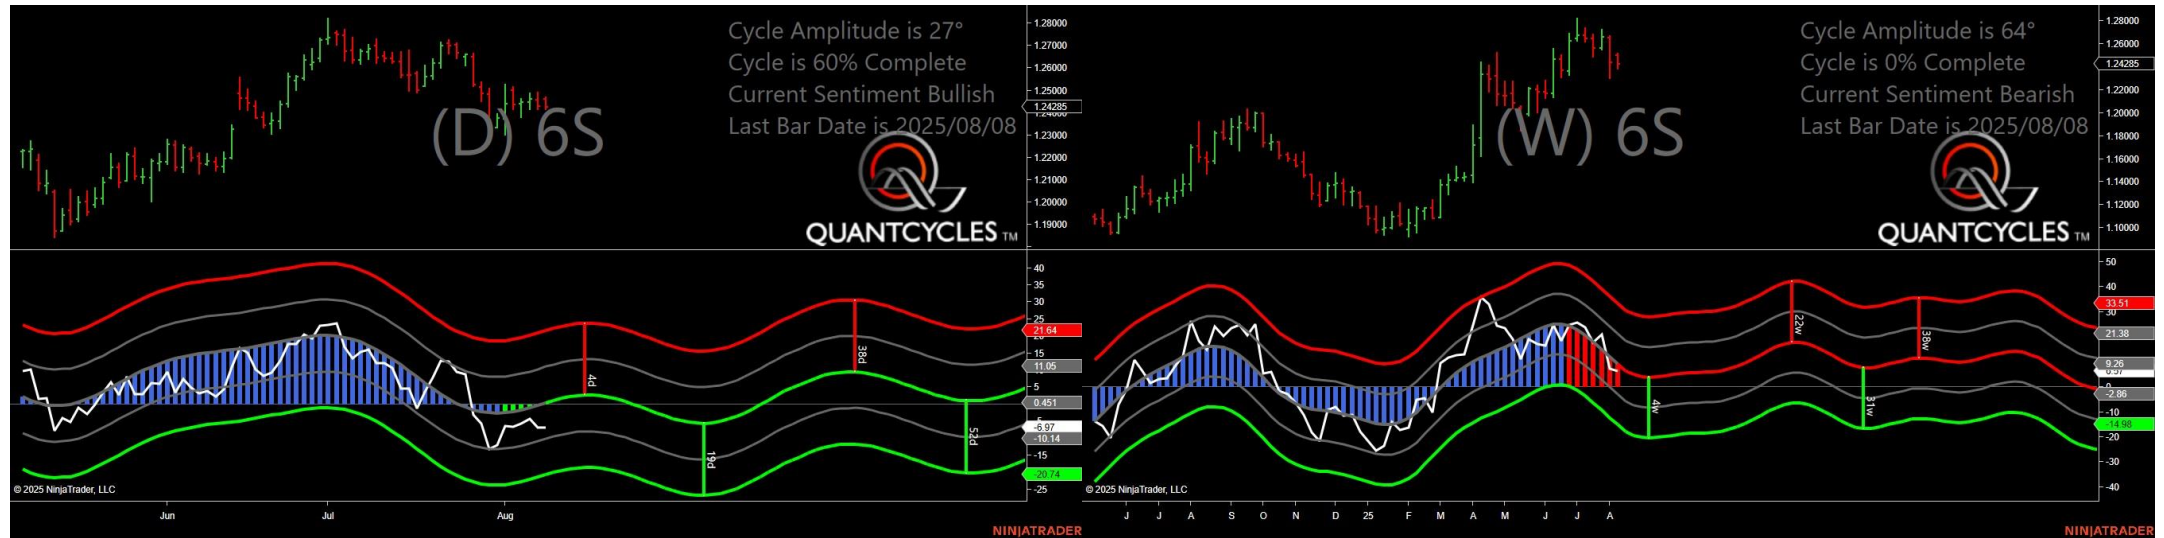 Cycle Amplitude is 27°
Cycle is 60% Complete
Current Sentiment Bullish
Last Bar Date is 2025/08/08
(D) 6S
QUANTCYCLES TM
1.28000
1.27000
1.26000
1.25000
1.24285
1.23000
1.22000
1.21000
1.20000
1.19000
40
35
30
25
21.64
15
11.05
5
0.451
-6.97
-10.14
-15
-20.74
-25
4d
19d
38d
52d
© 2025 NinjaTrader, LLC
Jun
Jul
Aug
NINJATRADER
Cycle Amplitude is 64°
Cycle is 0% Complete
Current Sentiment Bearish
Last Bar Date is 2025/08/08
(W) 6S
QUANTCYCLES TM
1.28000
1.26000
1.24285
1.22000
1.20000
1.18000
1.16000
1.14000
1.12000
1.10000
50
40
33.51
30
21.38
9.26
0
-2.86
-10
-14.98
-20
-30
-40
4w
22w
31w
38w
© 2025 NinjaTrader, LLC
J J A S O N D 25 F M A M J J A
NINJATRADER